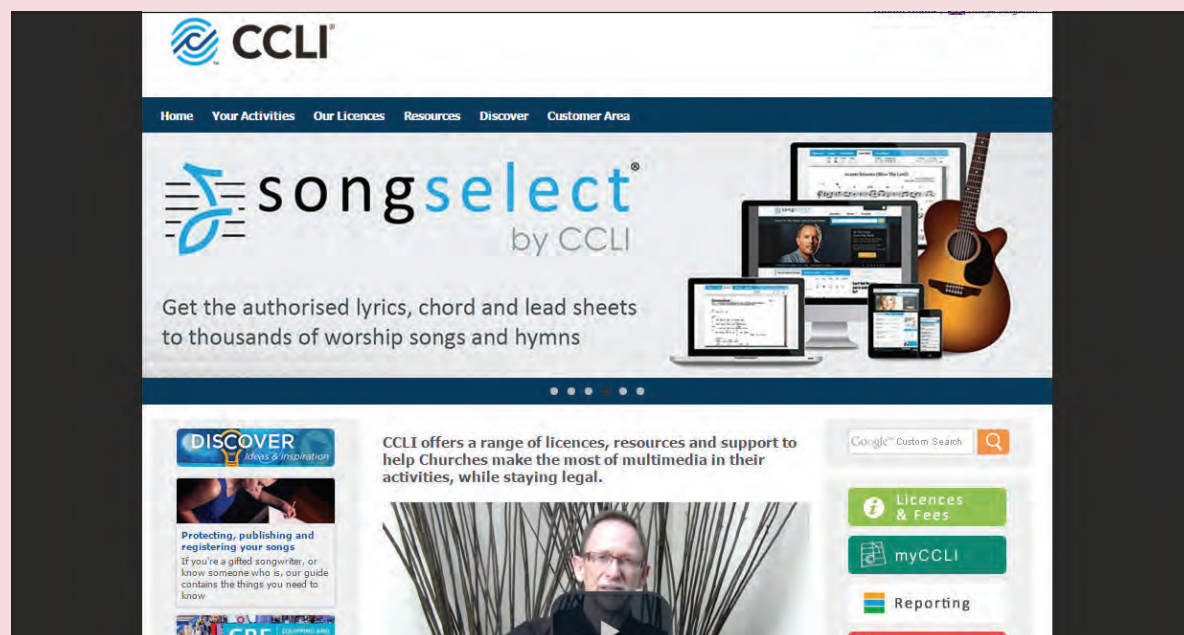 CCLI
Home Your Activities Our Licences Resources Discover Customer Area
songselect®
by CCLI
Get the authorised lyrics, chord and lead sheets
to thousands of worship songs and hymns
DISCOVER
Ideas & Inspiration
Protecting, publishing and
registering your songs
If you're a gifted songwriter, or
know someone who is, our guide
contains the things you need to
know
CCLI offers a range of licences, resources and support to
help Churches make the most of multimedia in their
activities, while staying legal.
Google™ Custom Search
Licences
& Fees
myCCLI
Reporting